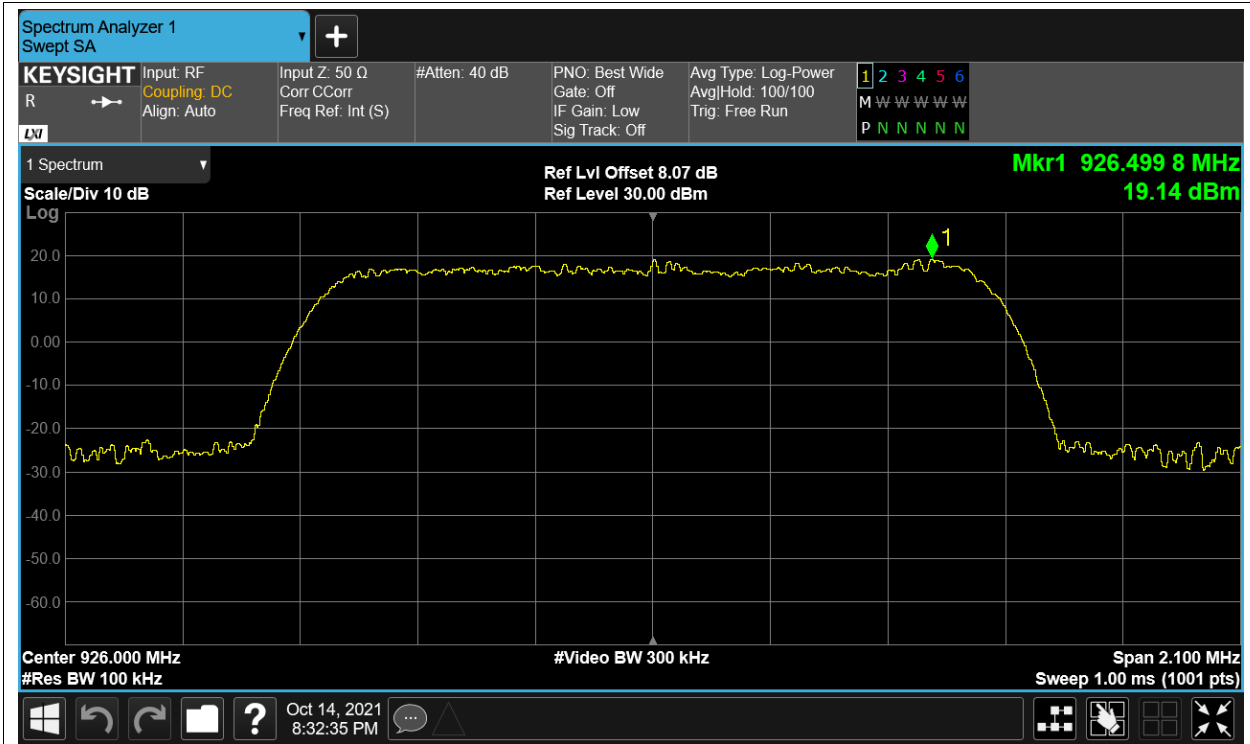 Spectrum Analyzer 1
Swept SA
KEYSIGHT
R
LXI
Input: RF
Coupling: DC
Align: Auto
Input Z: 50 Ω
Corr CCorr
Freq Ref: Int (S)
#Atten: 40 dB
PNO: Best Wide
Gate: Off
IF Gain: Low
Sig Track: Off
Avg Type: Log-Power
Avg|Hold: 100/100
Trig: Free Run
1 2 3 4 5 6
M W W W W W
P N N N N N
1 Spectrum
Scale/Div 10 dB
Log
Ref Lvl Offset 8.07 dB
Ref Level 30.00 dBm
Mkr1 926.499 8 MHz
19.14 dBm
1
20.0
10.0
0.00
-10.0
-20.0
-30.0
-40.0
-50.0
-60.0
Center 926.000 MHz
#Res BW 100 kHz
#Video BW 300 kHz
Span 2.100 MHz
Sweep 1.00 ms (1001 pts)
?
Oct 14, 2021
8:32:35 PM